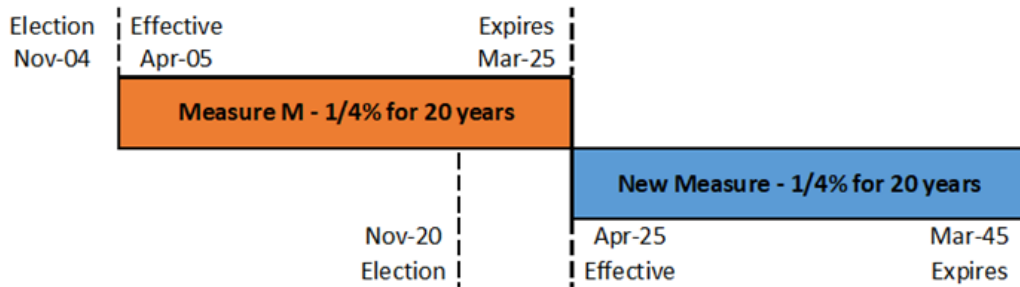 Election Effective Expires
Nov-04 Apr-05 Mar-25
Measure M - 1/4% for 20 years
New Measure - 1/4% for 20 years
Nov-20 Apr-25 Mar-45
Election Effective Expires